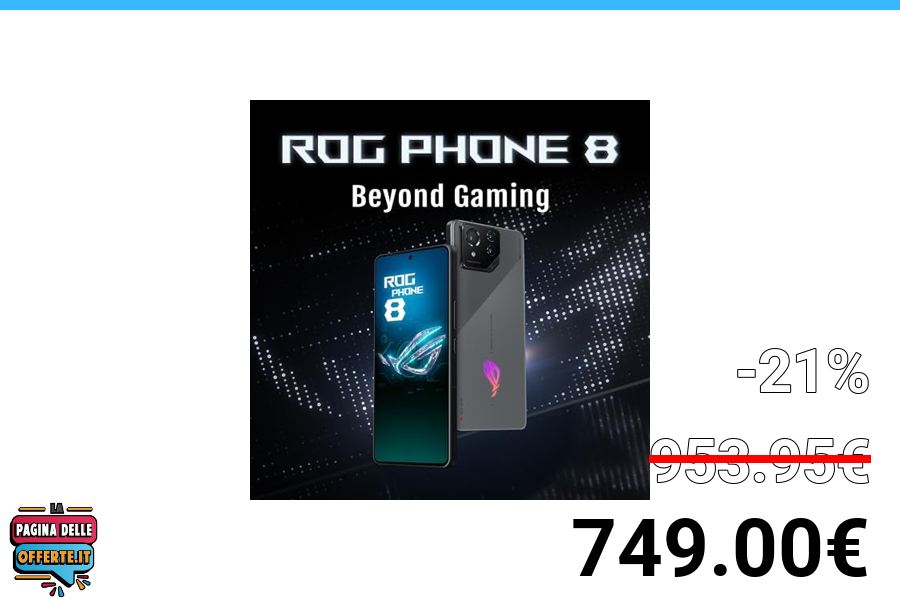 ROG PHONE 8
Beyond Gaming
ROG
PHONE
8
-21%
953.95€
749.00€
LA
PAGINA DELLE
OFFERTE.IT